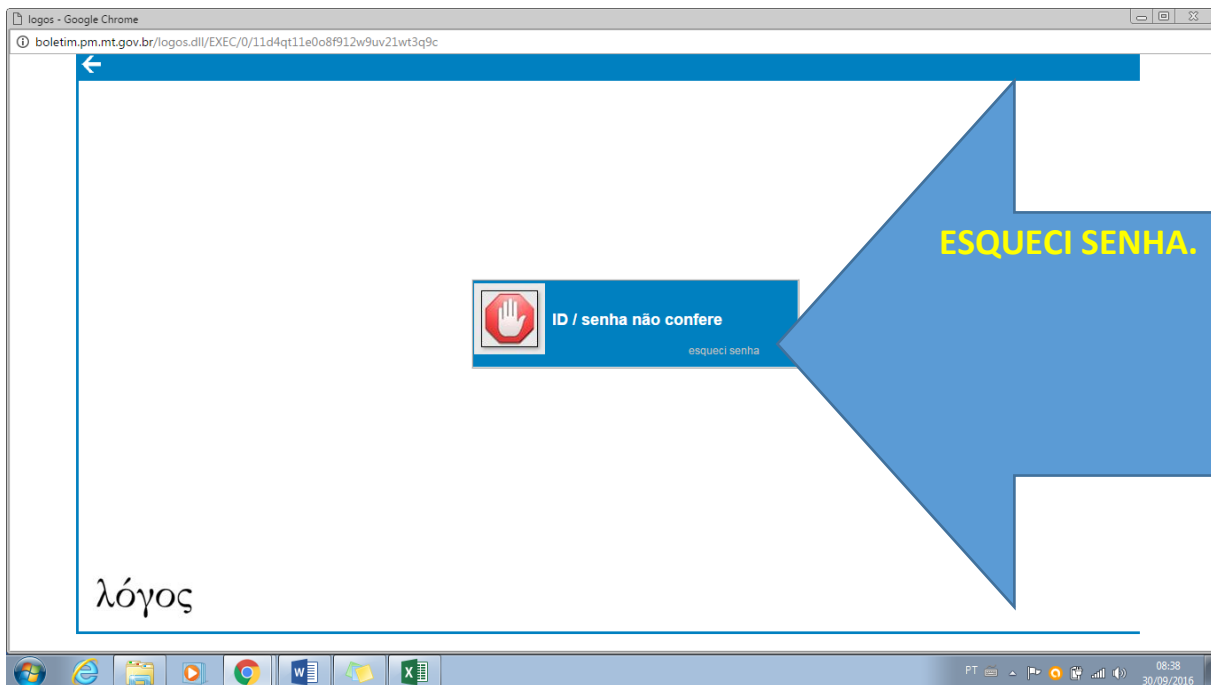 logos - Google Chrome
boletim.pm.mt.gov.br/logos.dll/EXEC/0/11d4qt11e0o8f912w9uv21wt3q9c
ESQUECI SENHA.
ID / senha não confere
esqueci senha
λόγος
PT
08:38
30/09/2016